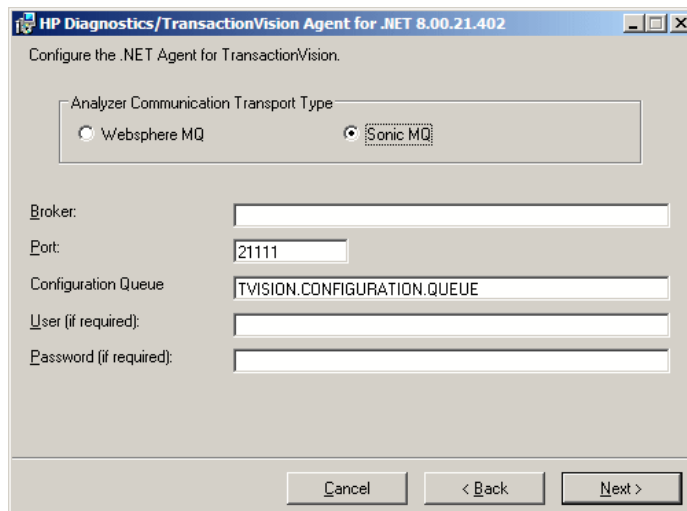 HP Diagnostics/TransactionVision Agent for .NET 8.00.21.402
Configure the .NET Agent for TransactionVision.
Analyzer Communication Transport Type
Websphere MQ
Sonic MQ
Broker:
Port:
21111
Configuration Queue
TVISION.CONFIGURATION.QUEUE
User (if required):
Password (if required):
Cancel
< Back
Next >